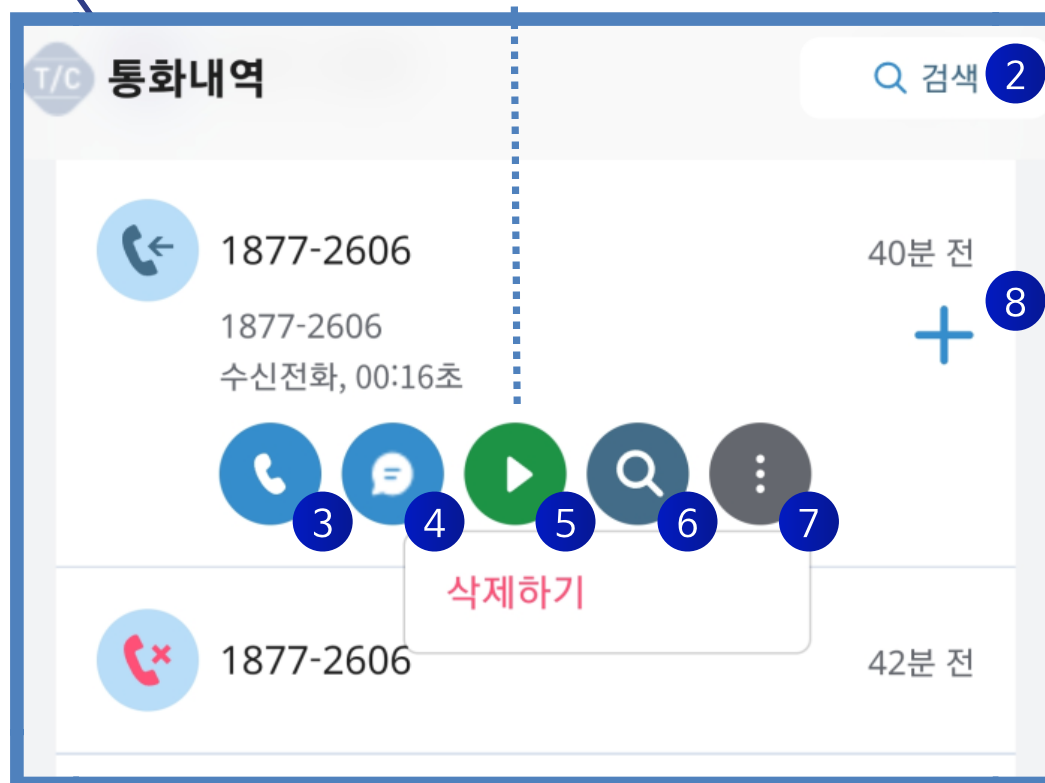 T/C 통화내역
검색 2
1877-2606 40분 전
8
1877-2606
수신전화, 00:16초
3 4 5 6 7
삭제하기
1877-2606 42분 전